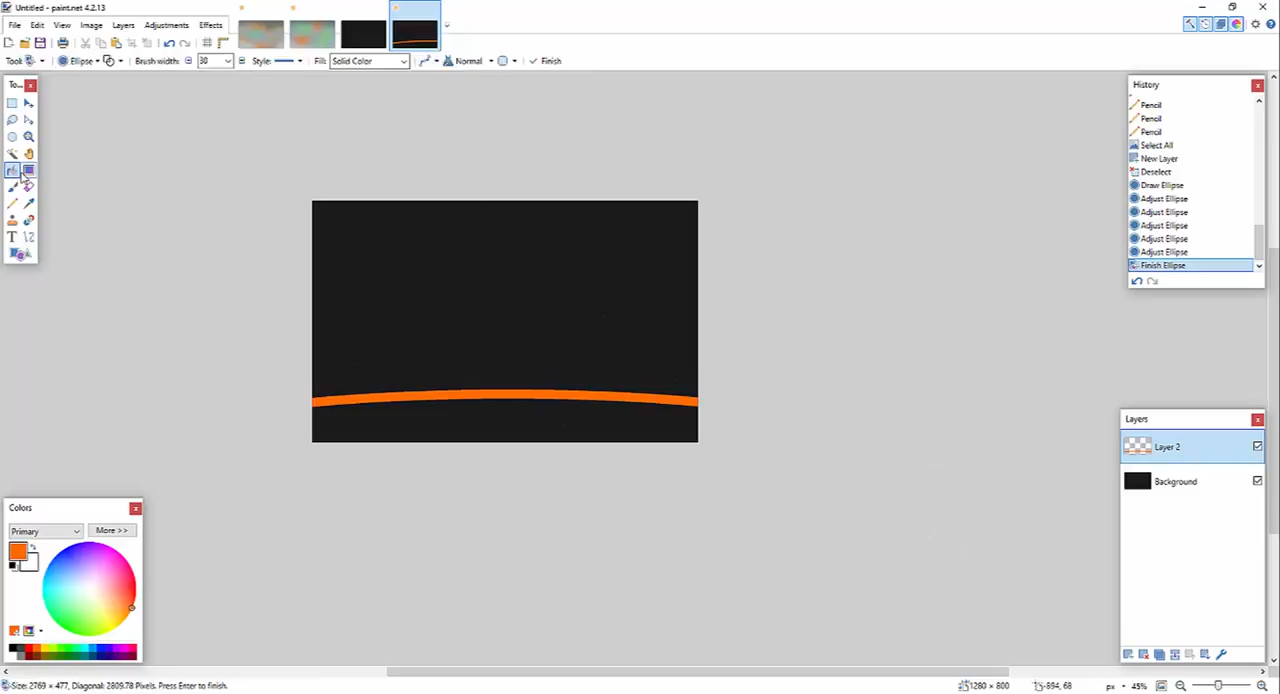 Untitled - paint.net 4.2.13
File Edit View Image Layers Adjustments Effects
Tool: Ellipse Brush width: 30 Style: Fill: Solid Color Normal Finish
To...
History
Pencil
Pencil
Pencil
Select All
New Layer
Deselect
Draw Ellipse
Adjust Ellipse
Adjust Ellipse
Adjust Ellipse
Adjust Ellipse
Adjust Ellipse
Finish Ellipse
Layers
Layer 2
Background
Colors
Primary More >>
Size: 2769 × 477, Diagonal: 2809.78 Pixels. Press Enter to finish. 1280 × 800 -894, 68 px 45%